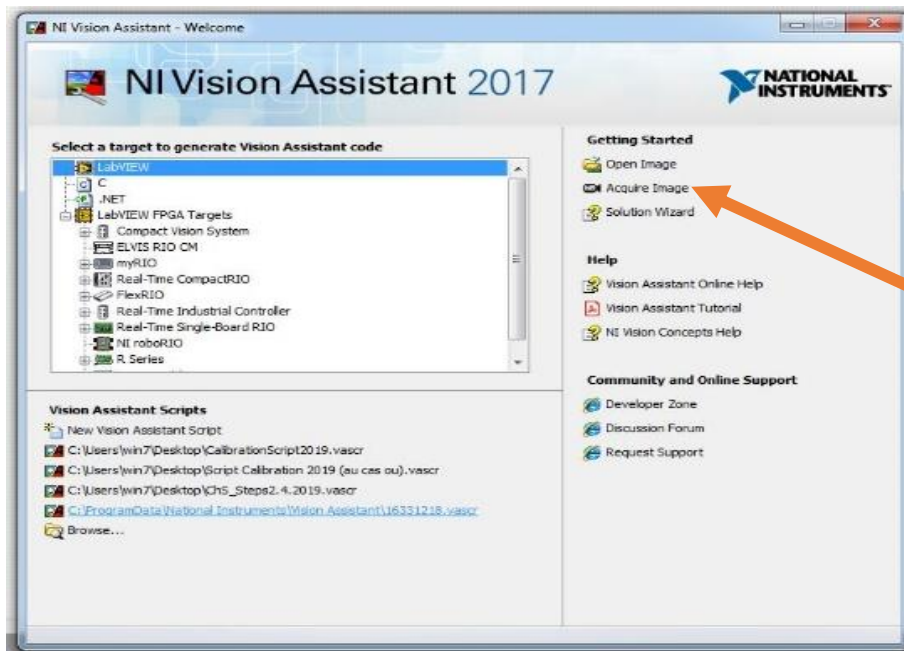 NI Vision Assistant - Welcome
NI Vision Assistant 2017
NATIONAL
INSTRUMENTS
Select a target to generate Vision Assistant code
LabVIEW
C
.NET
LabVIEW FPGA Targets
Compact Vision System
ELVIS RIO CM
myRIO
Real-Time CompactRIO
FlexRIO
Real-Time Industrial Controller
Real-Time Single-Board RIO
NI roboRIO
R Series
Vision Assistant Scripts
New Vision Assistant Script
C:\Users\win7\Desktop\CalibrationScript2019.vascr
C:\Users\win7\Desktop\Script Calibration 2019 (au cas ou).vascr
C:\Users\win7\Desktop\Ch5_Steps2.4.2019.vascr
C:\ProgramData\National Instruments\Vision Assistant\16331218.vascr
Browse...
Getting Started
Open Image
Acquire Image
Solution Wizard
Help
Vision Assistant Online Help
Vision Assistant Tutorial
NI Vision Concepts Help
Community and Online Support
Developer Zone
Discussion Forum
Request Support